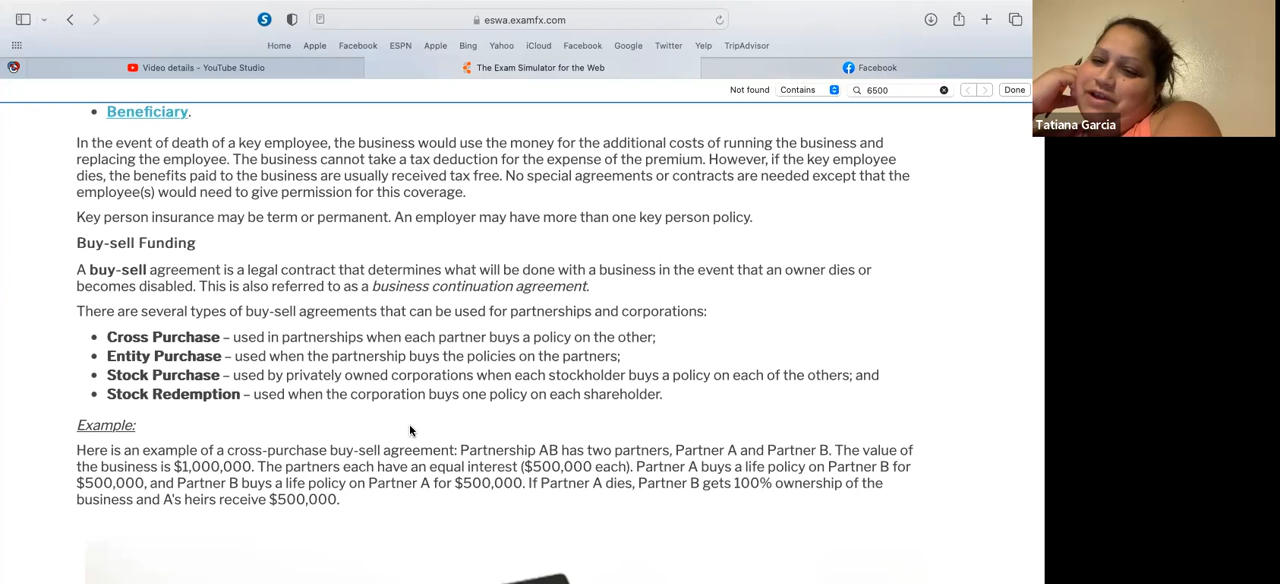 eswa.examfx.com
Home Apple Facebook ESPN Apple Bing Yahoo iCloud Facebook Google Twitter Yelp TripAdvisor
Video details - YouTube Studio The Exam Simulator for the Web Facebook
Not found Contains 6500 Done
Tatiana Garcia
• Beneficiary.
In the event of death of a key employee, the business would use the money for the additional costs of running the business and
replacing the employee. The business cannot take a tax deduction for the expense of the premium. However, if the key employee
dies, the benefits paid to the business are usually received tax free. No special agreements or contracts are needed except that the
employee(s) would need to give permission for this coverage.
Key person insurance may be term or permanent. An employer may have more than one key person policy.
Buy-sell Funding
A buy-sell agreement is a legal contract that determines what will be done with a business in the event that an owner dies or
becomes disabled. This is also referred to as a business continuation agreement.
There are several types of buy-sell agreements that can be used for partnerships and corporations:
• Cross Purchase – used in partnerships when each partner buys a policy on the other;
• Entity Purchase – used when the partnership buys the policies on the partners;
• Stock Purchase – used by privately owned corporations when each stockholder buys a policy on each of the others; and
• Stock Redemption – used when the corporation buys one policy on each shareholder.
Example:
Here is an example of a cross-purchase buy-sell agreement: Partnership AB has two partners, Partner A and Partner B. The value of
the business is $1,000,000. The partners each have an equal interest ($500,000 each). Partner A buys a life policy on Partner B for
$500,000, and Partner B buys a life policy on Partner A for $500,000. If Partner A dies, Partner B gets 100% ownership of the
business and A's heirs receive $500,000.